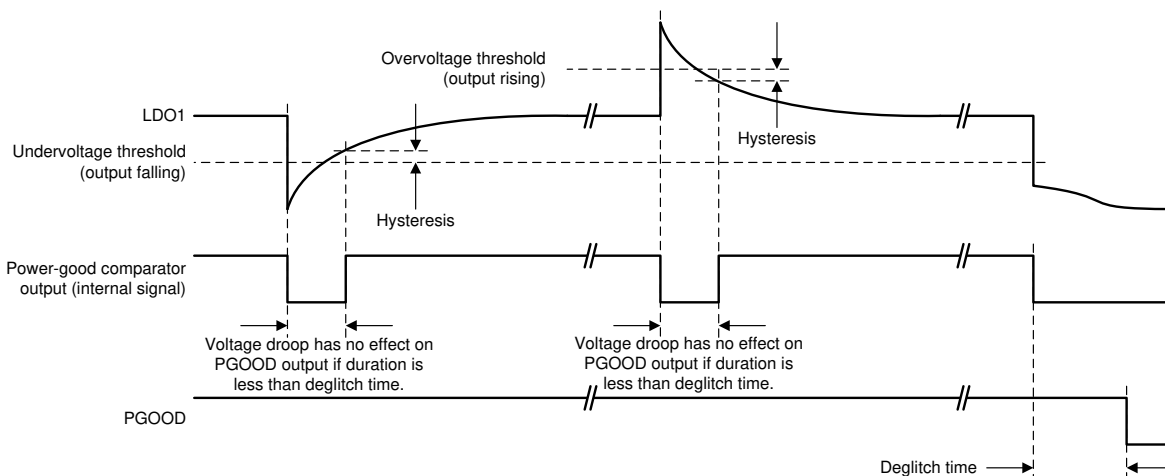 Overvoltage threshold
(output rising)
LDO1
Hysteresis
Undervoltage threshold
(output falling)
Hysteresis
Power-good comparator
output (internal signal)
Voltage droop has no effect on
PGOOD output if duration is
less than deglitch time.
Voltage droop has no effect on
PGOOD output if duration is
less than deglitch time.
PGOOD
Deglitch time